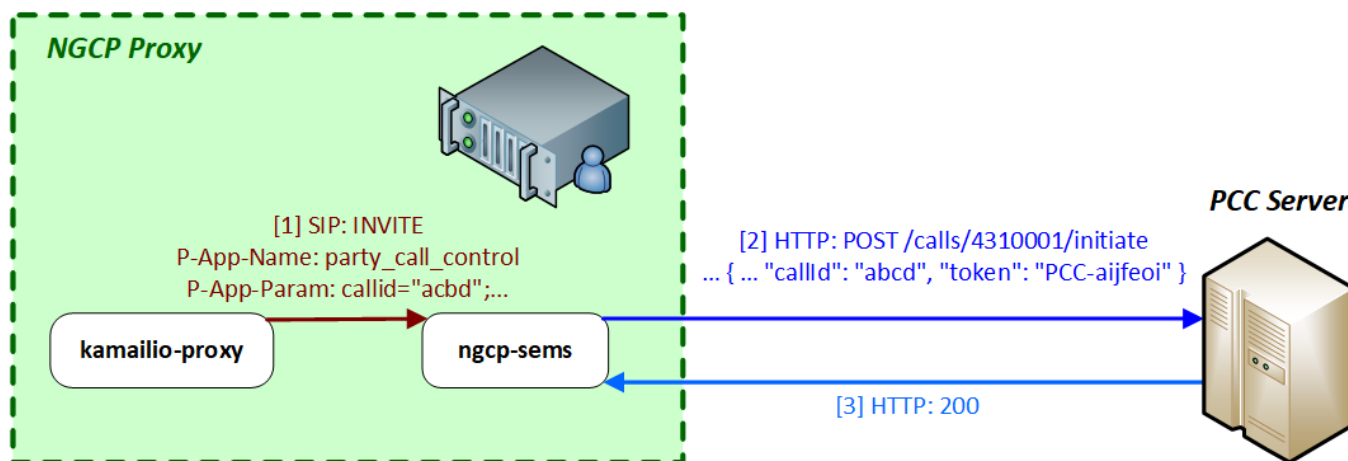 NGCP Proxy
[1] SIP: INVITE
P-App-Name: party_call_control
P-App-Param: callid="acbd";...
kamailio-proxy
ngcp-sems
PCC Server
[2] HTTP: POST /calls/4310001/initiate
... { ... "callId": "abcd", "token": "PCC-aijfeoi" }
[3] HTTP: 200